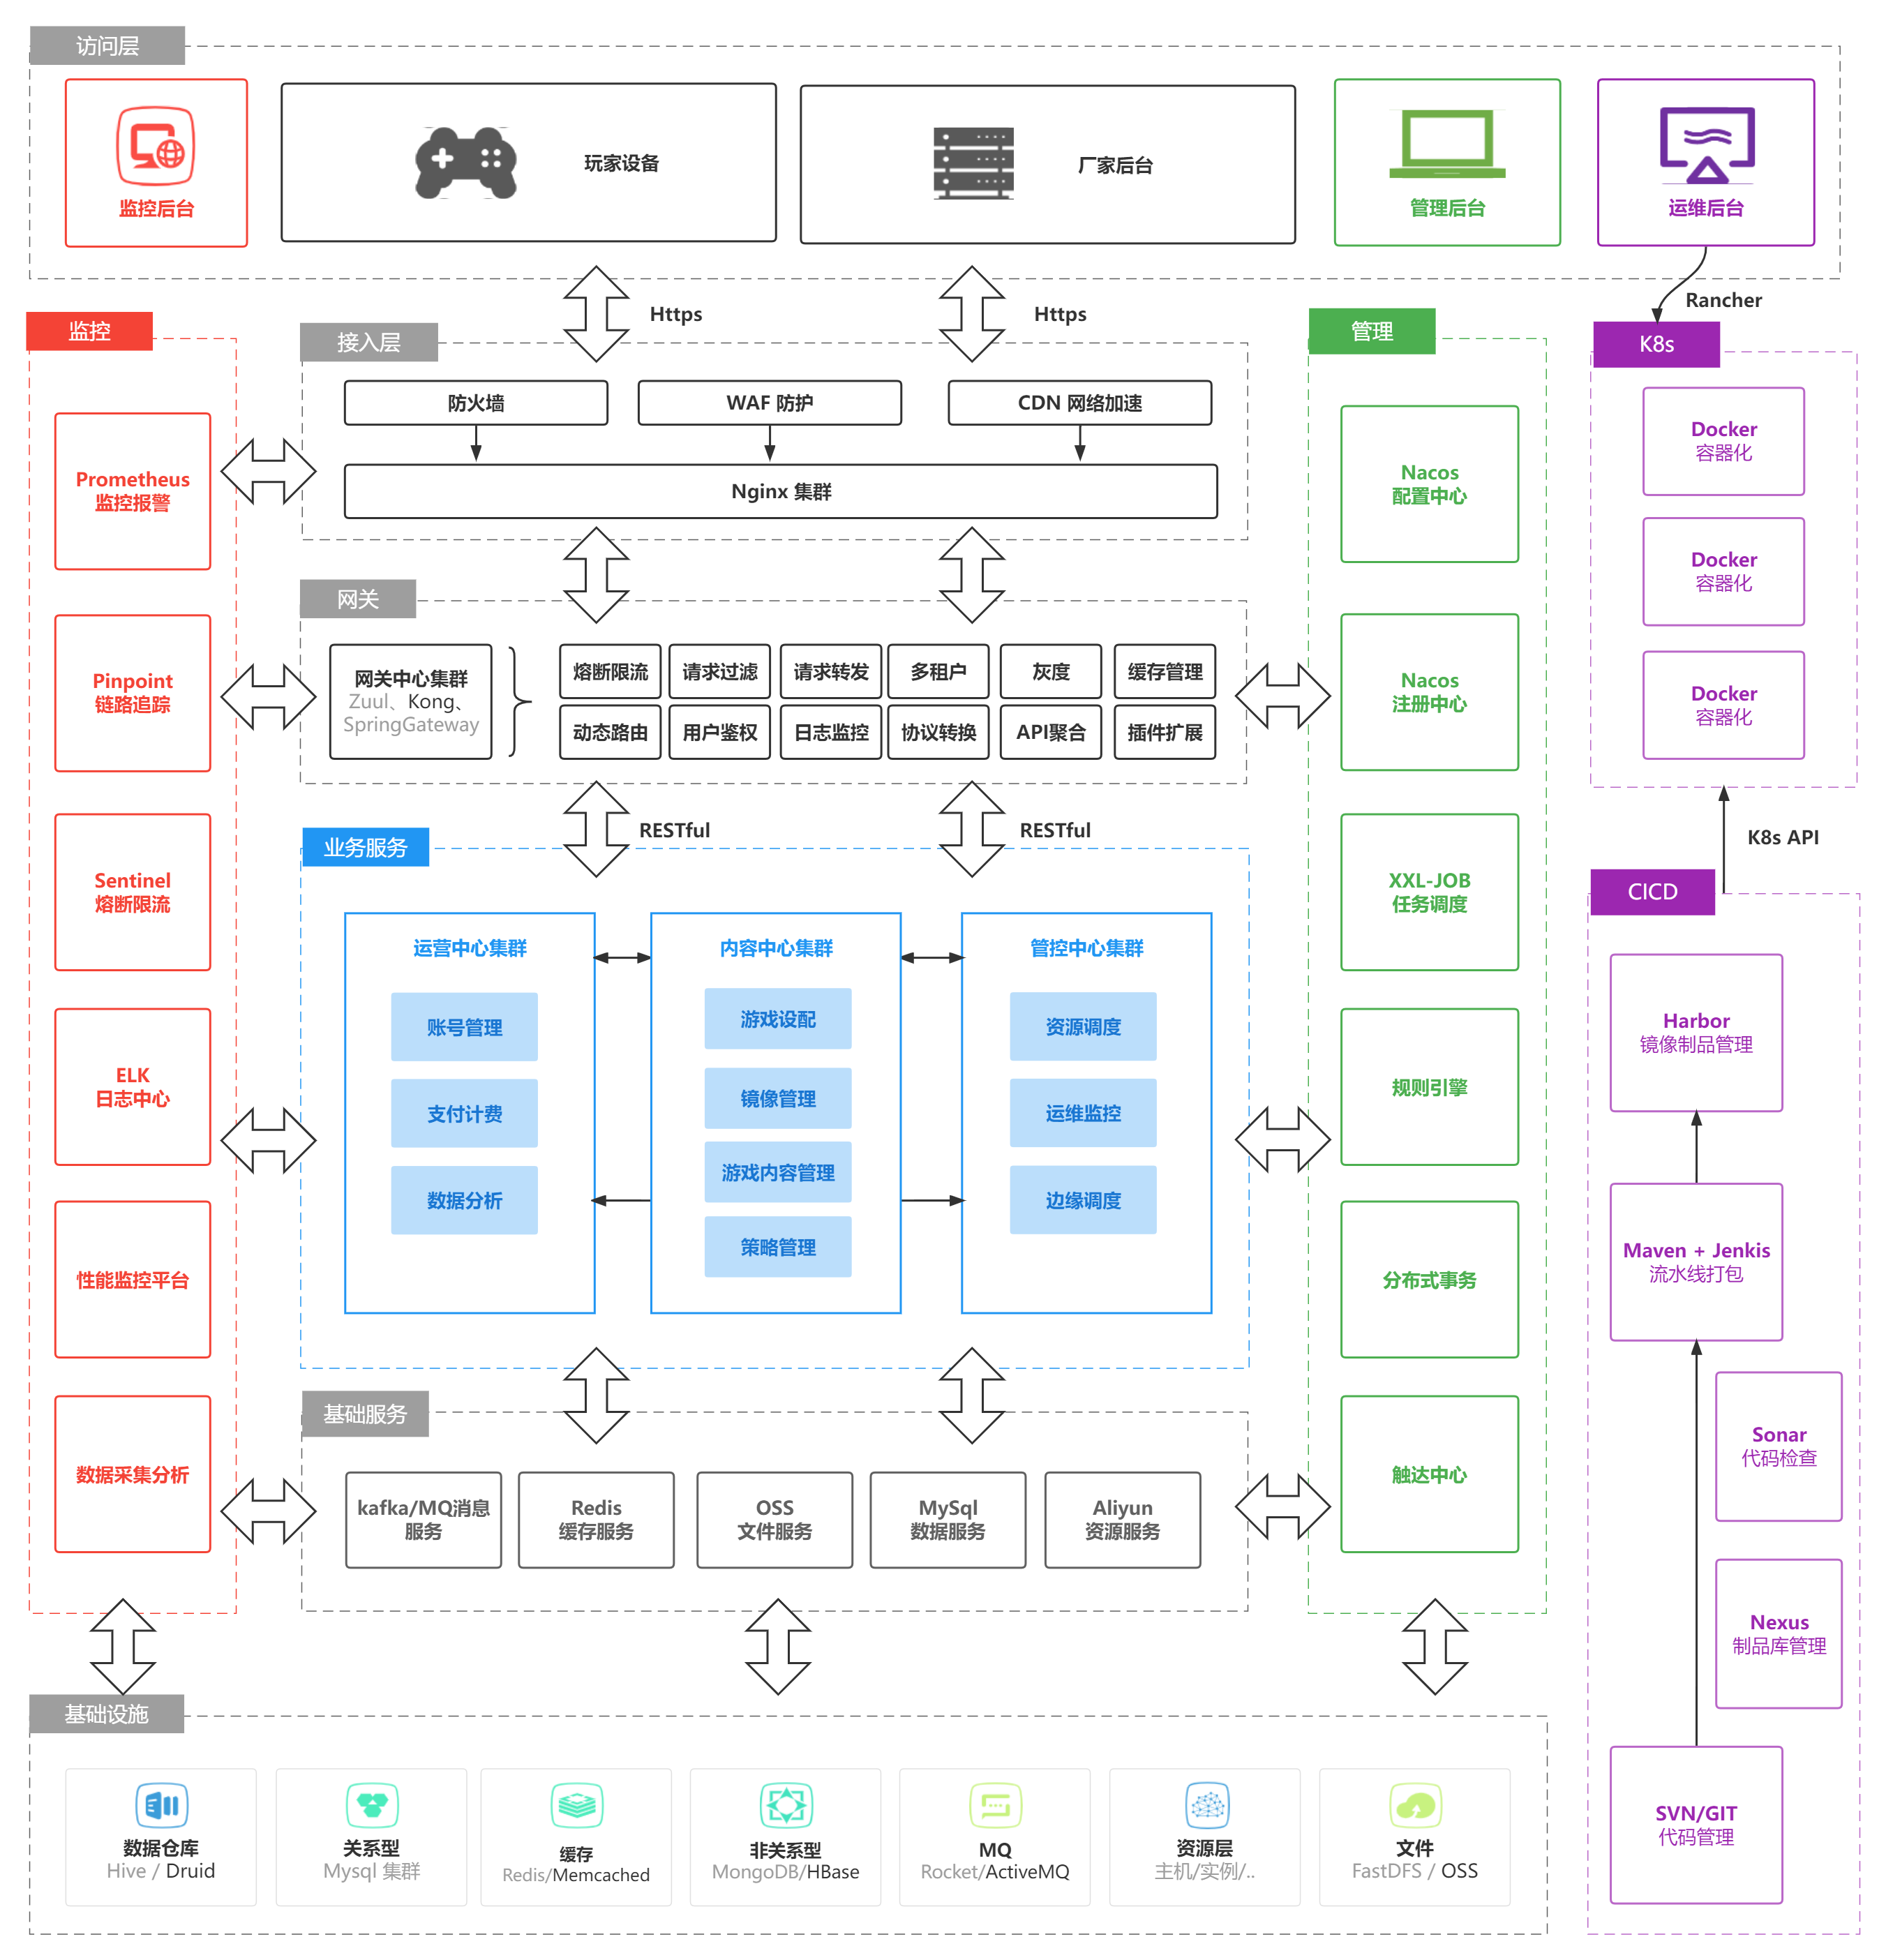 访问层
监控后台
玩家设备
厂家后台
管理后台
运维后台
Https
Https
Rancher
监控
Prometheus
监控报警
Pinpoint
链路追踪
Sentinel
熔断限流
ELK
日志中心
性能监控平台
数据采集分析
接入层
防火墙
WAF 防护
CDN 网络加速
Nginx 集群
网关
网关中心集群
Zuul、Kong、
SpringGateway
熔断限流
请求过滤
请求转发
多租户
灰度
缓存管理
动态路由
用户鉴权
日志监控
协议转换
API聚合
插件扩展
RESTful
RESTful
业务服务
运营中心集群
账号管理
支付计费
数据分析
内容中心集群
游戏设配
镜像管理
游戏内容管理
策略管理
管控中心集群
资源调度
运维监控
边缘调度
基础服务
kafka/MQ消息
服务
Redis
缓存服务
OSS
文件服务
MySql
数据服务
Aliyun
资源服务
管理
Nacos
配置中心
Nacos
注册中心
XXL-JOB
任务调度
规则引擎
分布式事务
触达中心
K8s
Docker
容器化
Docker
容器化
Docker
容器化
K8s API
CICD
Harbor
镜像制品管理
Maven + Jenkis
流水线打包
Sonar
代码检查
Nexus
制品库管理
SVN/GIT
代码管理
基础设施
数据仓库
Hive / Druid
关系型
Mysql 集群
缓存
Redis/Memcached
非关系型
MongoDB/HBase
MQ
Rocket/ActiveMQ
资源层
主机/实例/..
文件
FastDFS / OSS